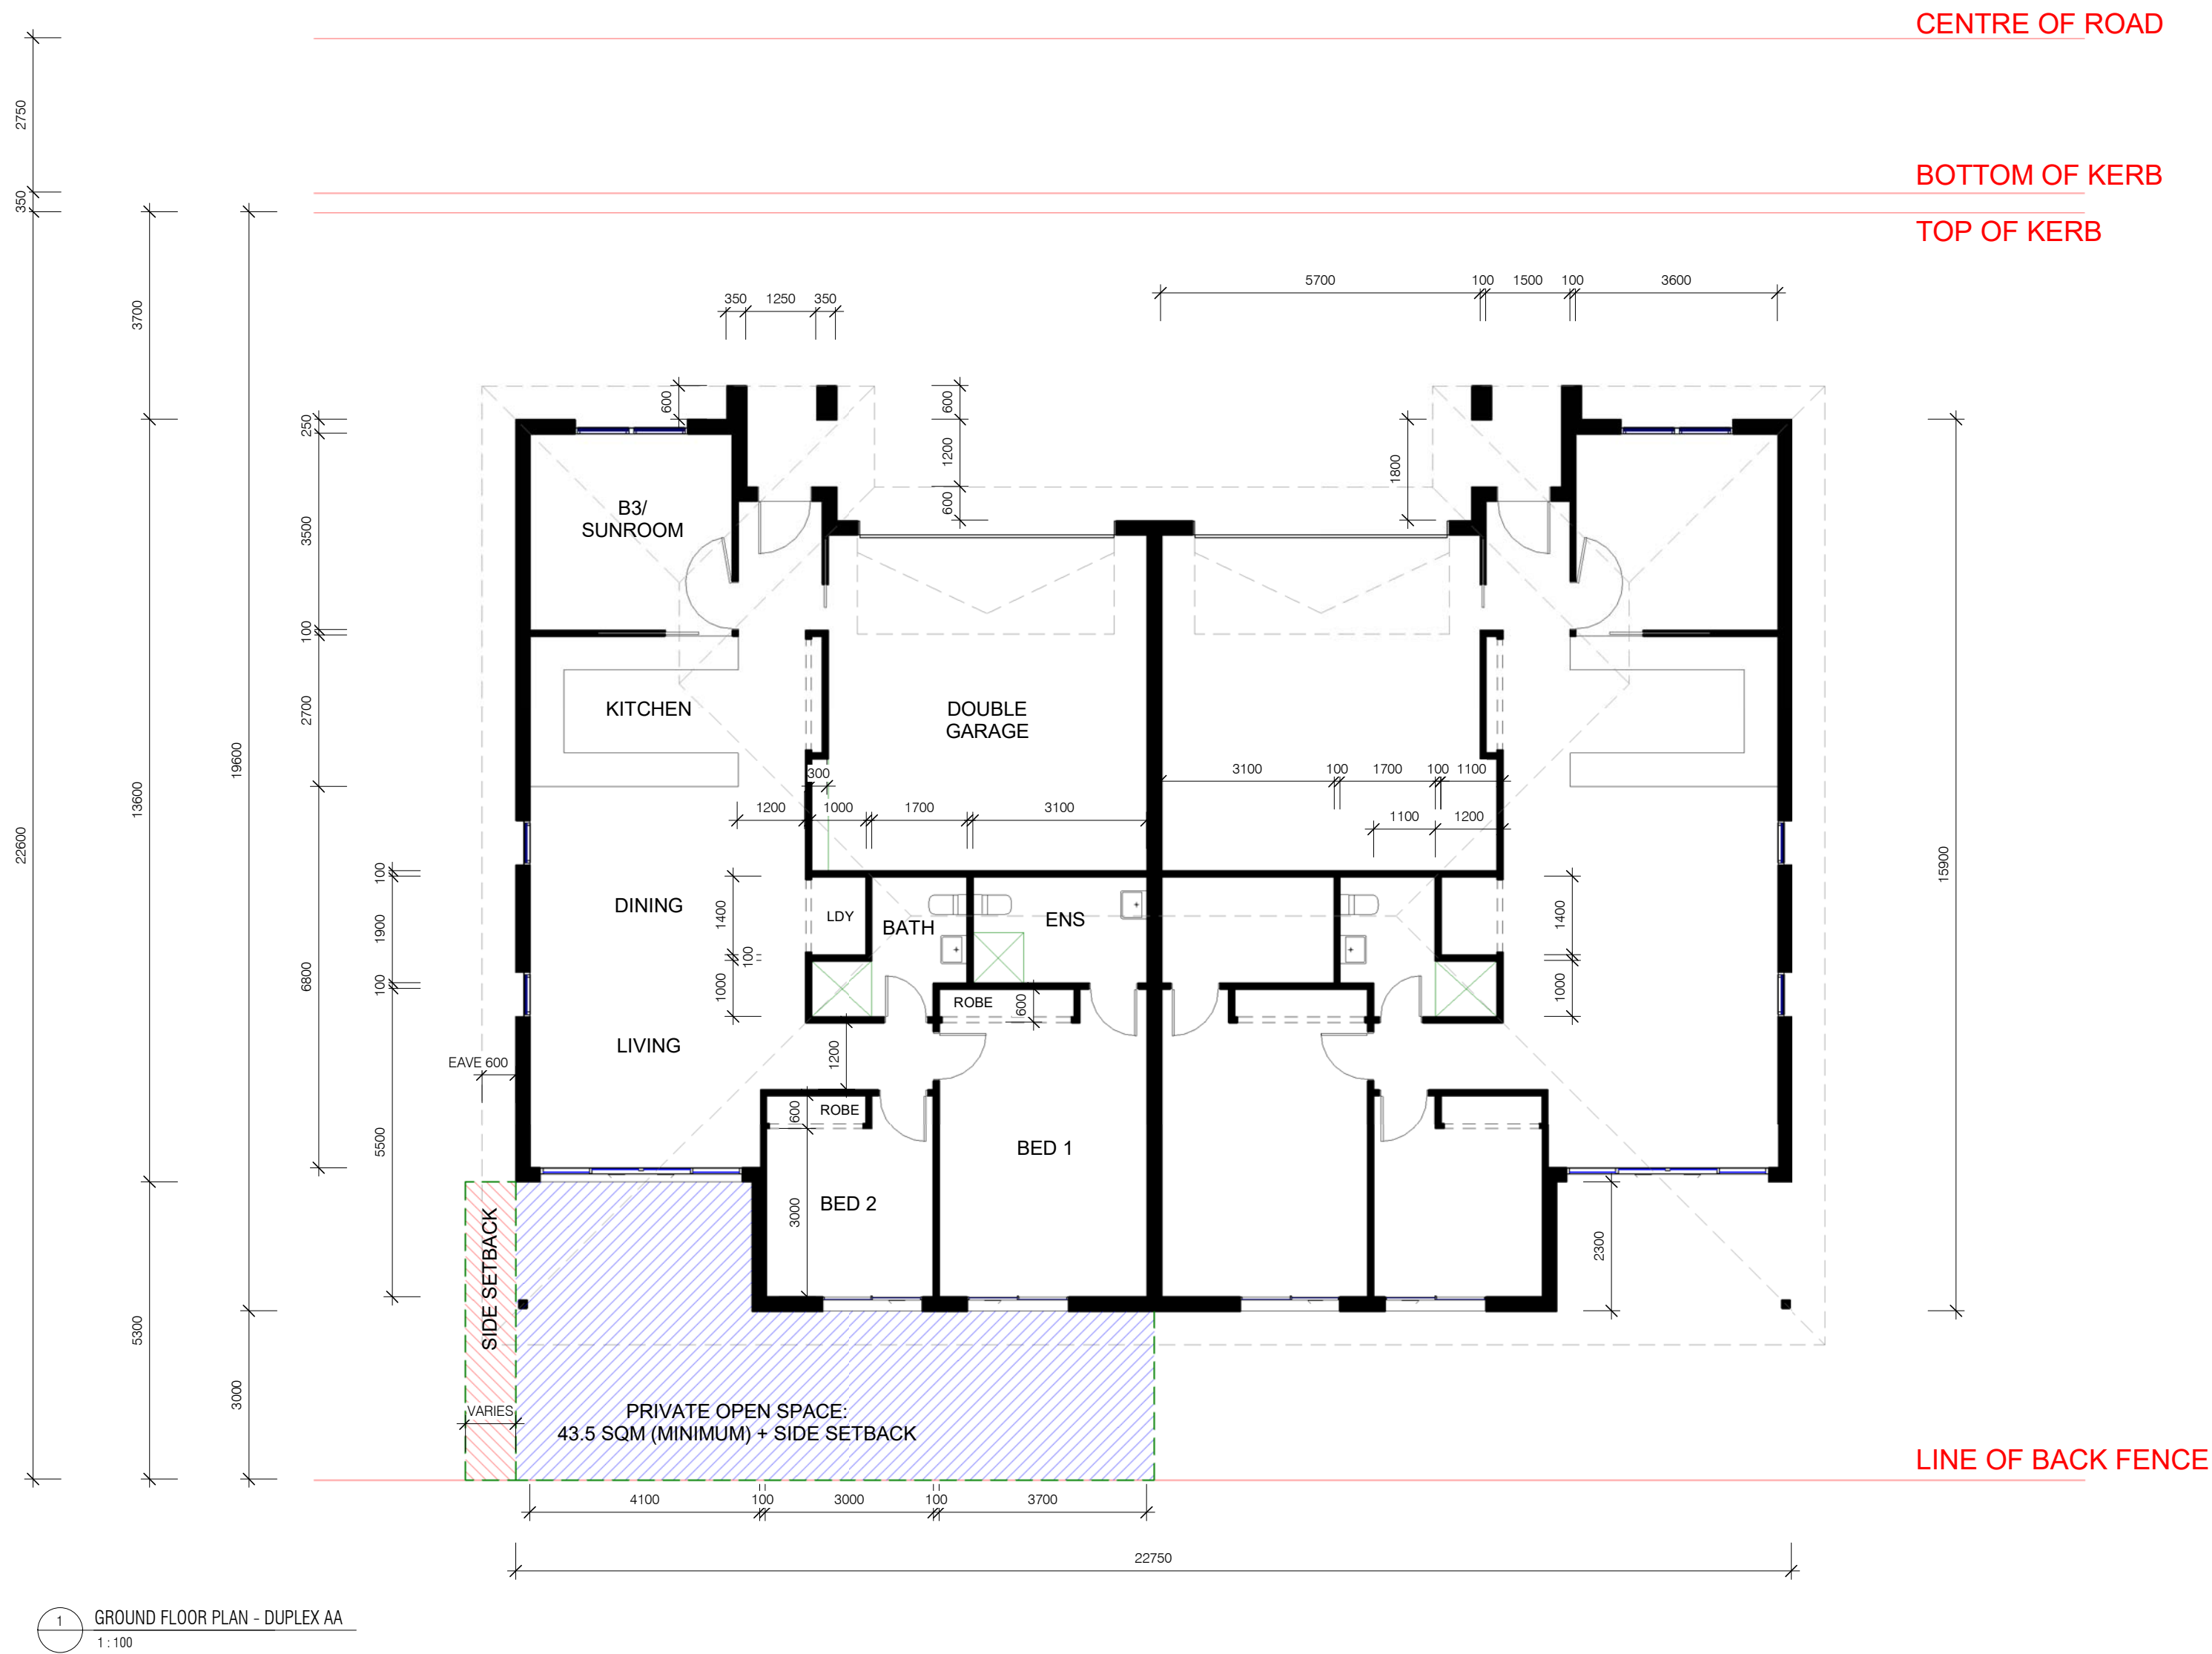 CENTRE OF ROAD
2750
BOTTOM OF KERB
350
TOP OF KERB
5700 100 1500 100 3600
350 1250 350
3700
600
600
250
1200
1800
600
B3/
SUNROOM
3500
100
2700
KITCHEN
DOUBLE
GARAGE
19600
13600
22600
300
3100 100 1700 100 1100
1200 1000 1700 3100
1100 1200
15900
100
1900
100
6800
DINING
1400
LDY
BATH
ENS
1400
100
1000
ROBE
600
1000
LIVING
1200
EAVE 600
5500
600
ROBE
BED 1
BED 2
3000
2300
SIDE SETBACK
5300
3000
VARIES
PRIVATE OPEN SPACE:
43.5 SQM (MINIMUM) + SIDE SETBACK
LINE OF BACK FENCE
4100 100 3000 100 3700
22750
1 GROUND FLOOR PLAN - DUPLEX AA
1 : 100